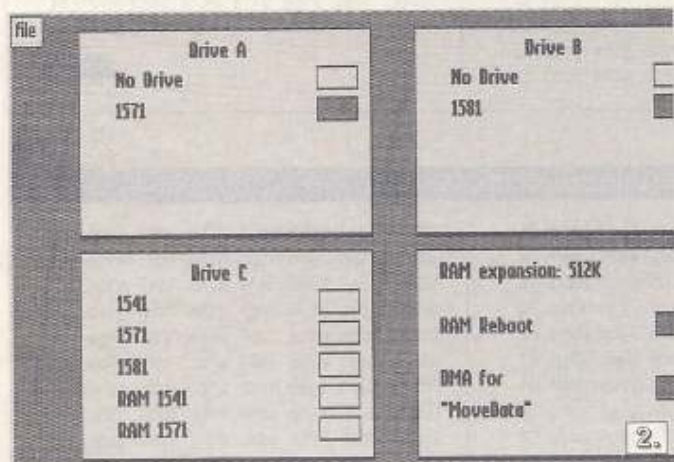 file
Drive A
No Drive
1571
Drive B
No Drive
1581
Drive C
1541
1571
1581
RAM 1541
RAM 1571
RAM expansion: 512K
RAM Reboot
DMA for
"MoveData"
2.